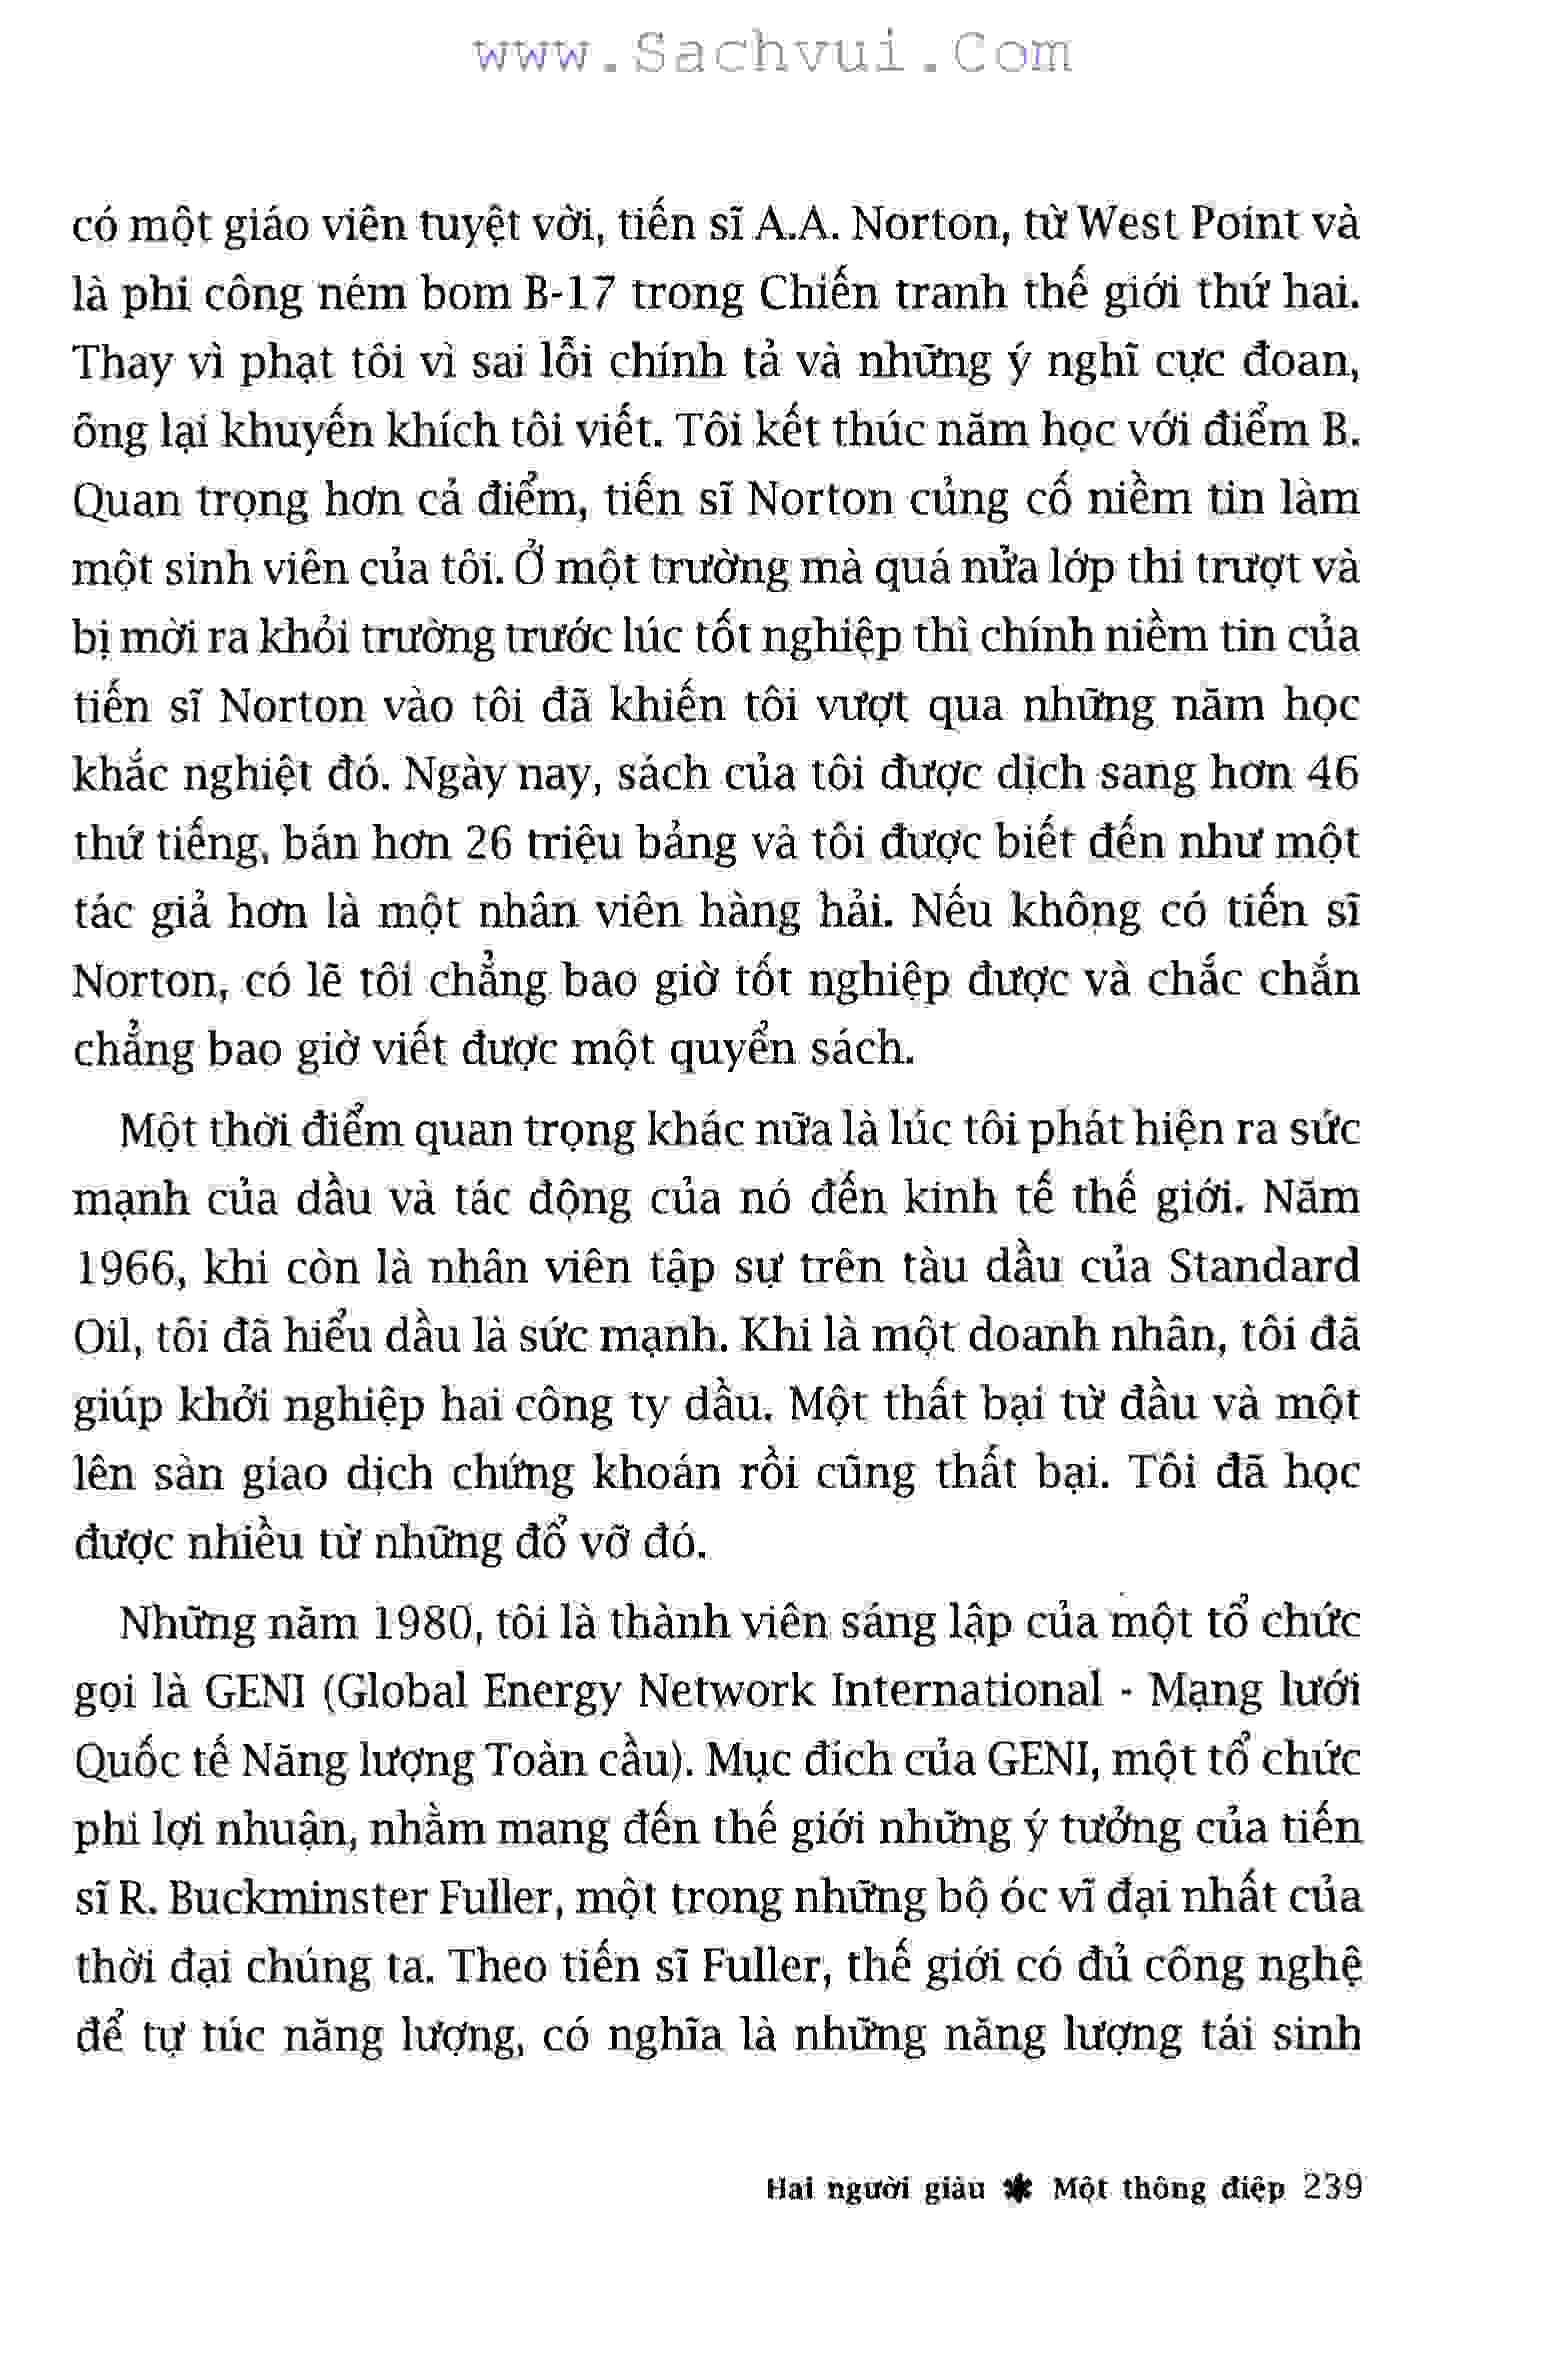 www.Sachvui.Com
có một giáo viên tuyệt vời, tiến sĩ A.A. Norton, từ West Point và
là phi công ném bom B-17 trong Chiến tranh thế giới thứ hai.
Thay vì phạt tôi vì sai lỗi chính tả và những ý nghĩ cực đoan,
ông lại khuyến khích tôi viết. Tôi kết thúc năm học với điểm B.
Quan trọng hơn cả điểm, tiến sĩ Norton củng cố niềm tin làm
một sinh viên của tôi. Ở một trường mà quá nửa lớp thi trượt và
bị mời ra khỏi trường trước lúc tốt nghiệp thì chính niềm tin của
tiến sĩ Norton vào tôi đã khiến tôi vượt qua những năm học
khắc nghiệt đó. Ngày nay, sách của tôi được dịch sang hơn 46
thứ tiếng, bán hơn 26 triệu bảng và tôi được biết đến như một
tác giả hơn là một nhân viên hàng hải. Nếu không có tiến sĩ
Norton, có lẽ tôi chẳng bao giờ tốt nghiệp được và chắc chắn
chẳng bao giờ viết được một quyển sách.
Một thời điểm quan trọng khác nữa là lúc tôi phát hiện ra sức
mạnh của dầu và tác động của nó đến kinh tế thế giới. Năm
1966, khi còn là nhân viên tập sự trên tàu dầu của Standard
Oil, tôi đã hiểu dầu là sức mạnh. Khi là một doanh nhân, tôi đã
giúp khởi nghiệp hai công ty dầu. Một thất bại từ đầu và một
lên sàn giao dịch chứng khoán rồi cũng thất bại. Tôi đã học
được nhiều từ những đổ vỡ đó.
Những năm 1980, tôi là thành viên sáng lập của một tổ chức
gọi là GENI (Global Energy Network International - Mạng lưới
Quốc tế Năng lượng Toàn cầu). Mục đích của GENI, một tổ chức
phi lợi nhuận, nhằm mang đến thế giới những ý tưởng của tiến
sĩ R. Buckminster Fuller, một trong những bộ óc vĩ đại nhất của
thời đại chúng ta. Theo tiến sĩ Fuller, thế giới có đủ công nghệ
để tự túc năng lượng, có nghĩa là những năng lượng tái sinh
Hai người giàu ✱ Một thông điệp 239